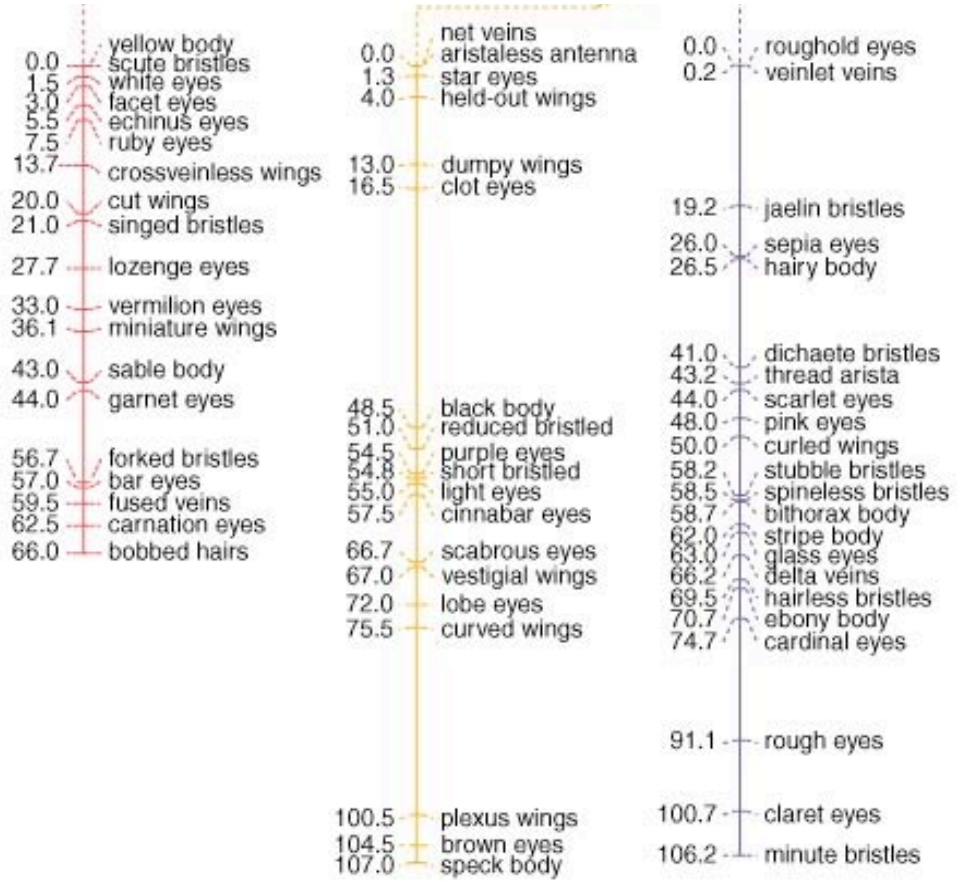 yellow body
0.0 scute bristles
1.5 white eyes
3.0 facet eyes
5.5 echinus eyes
7.5 ruby eyes
13.7 crossveinless wings
20.0 cut wings
21.0 singed bristles
27.7 lozenge eyes
33.0 vermilion eyes
36.1 miniature wings
43.0 sable body
44.0 garnet eyes
56.7 forked bristles
57.0 bar eyes
59.5 fused veins
62.5 carnation eyes
66.0 bobbed hairs
net veins
0.0 aristaless antenna
1.3 star eyes
4.0 held-out wings
13.0 dumpy wings
16.5 clot eyes
48.5 black body
51.0 reduced bristled
54.5 purple eyes
54.8 short bristled
55.0 light eyes
57.5 cinnabar eyes
66.7 scabrous eyes
67.0 vestigial wings
72.0 lobe eyes
75.5 curved wings
100.5 plexus wings
104.5 brown eyes
107.0 speck body
0.0 roughold eyes
0.2 veinlet veins
19.2 jaelin bristles
26.0 sepia eyes
26.5 hairy body
41.0 dichaete bristles
43.2 thread arista
44.0 scarlet eyes
48.0 pink eyes
50.0 curled wings
58.2 stubble bristles
58.5 spineless bristles
58.7 bithorax body
62.0 stripe body
63.0 glass eyes
66.2 delta veins
69.5 hairless bristles
70.7 ebony body
74.7 cardinal eyes
91.1 rough eyes
100.7 claret eyes
106.2 minute bristles